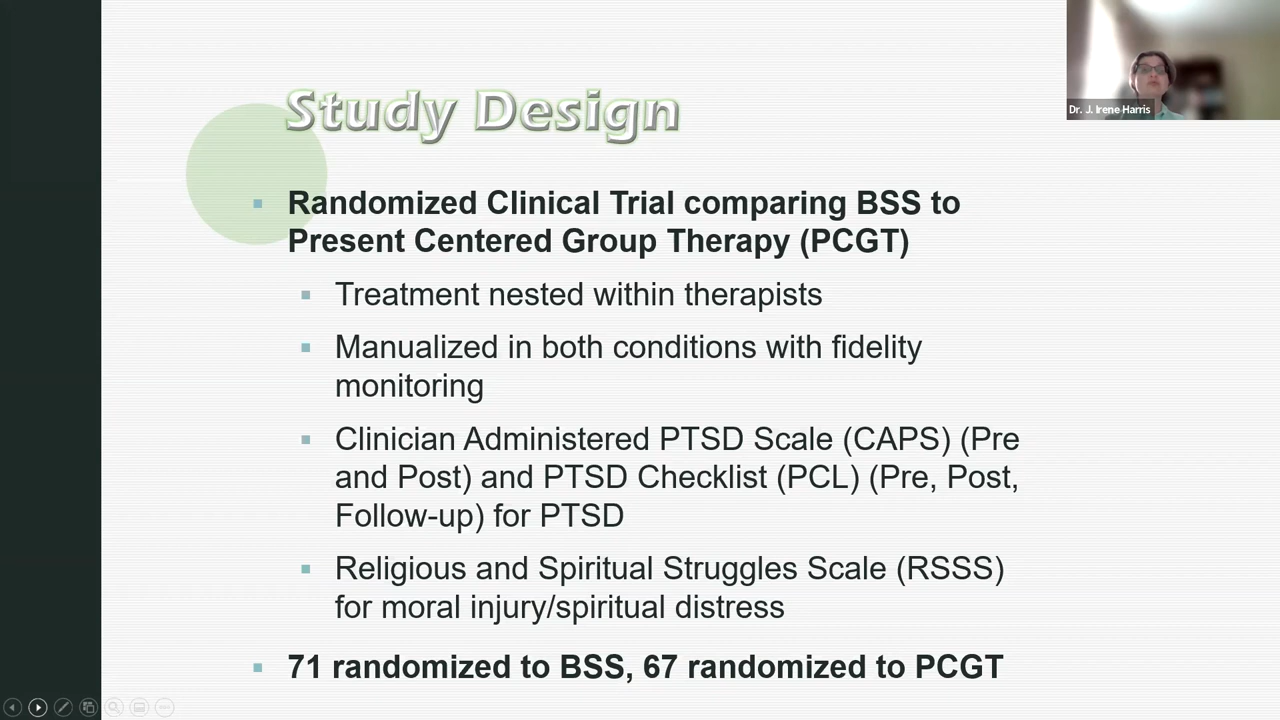 Dr. J. Irene Harris
Study Design
Randomized Clinical Trial comparing BSS to
Present Centered Group Therapy (PCGT)
Treatment nested within therapists
Manualized in both conditions with fidelity
monitoring
Clinician Administered PTSD Scale (CAPS) (Pre
and Post) and PTSD Checklist (PCL) (Pre, Post,
Follow-up) for PTSD
Religious and Spiritual Struggles Scale (RSSS)
for moral injury/spiritual distress
71 randomized to BSS, 67 randomized to PCGT